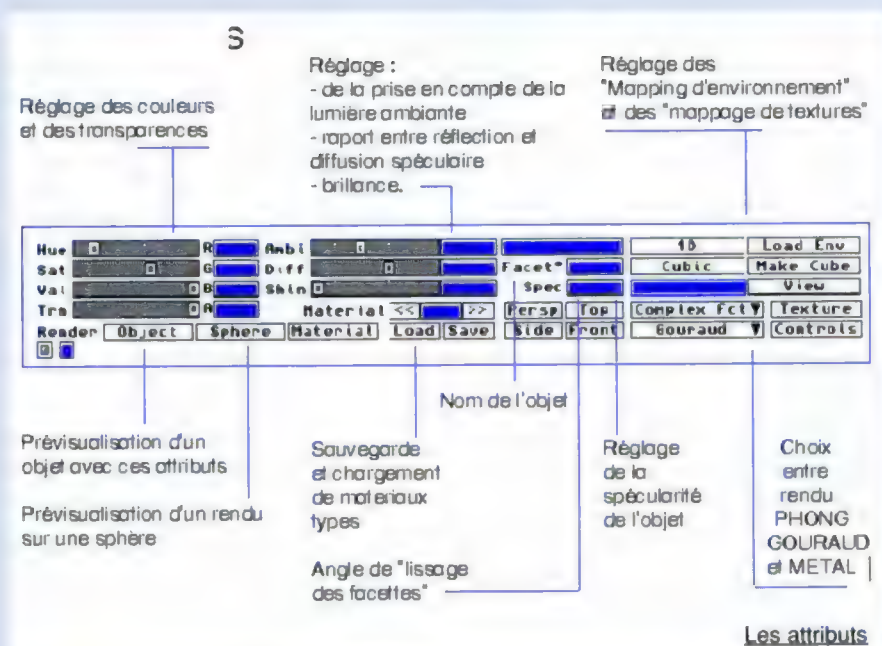 S
Réglage des couleurs
et des transparences
Réglage :
- de la prise en comple de la
lumière ambiante
- raport entre réflection et
diffusion spéculaire
- brillance.
Réglage des
"Mapping d'environnement"
et des "mappage de textures"
Hue R Ambi 10 Load Env
Sat G Diff Facet° Cubic Make Cube
Val B Shin Spec View
Trn A Material << >> Persp Top Complex Fct Texture
Render Object Sphere Material Load Save Side Front Gouraud Controls
Nom de l'objet
Prévisualisation d'un
objet avec ces attributs
Prévisualisation d'un rendu
sur une sphère
Sauvegarde
et chargement
de materiaux
types
Angle de "lissage
des facettes"
Réglage
de la
spécularité
de l'objet
Choix
entre
rendu
PHONG
GOURAUD
et METAL
Les attributs